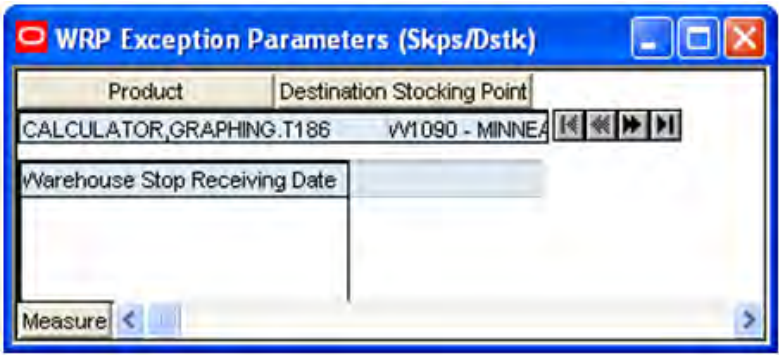 WRP Exception Parameters (Skps/Dstk)
Product Destination Stocking Point
CALCULATOR,GRAPHING.T186 W1090 - MINNEA
Warehouse Stop Receiving Date
Measure